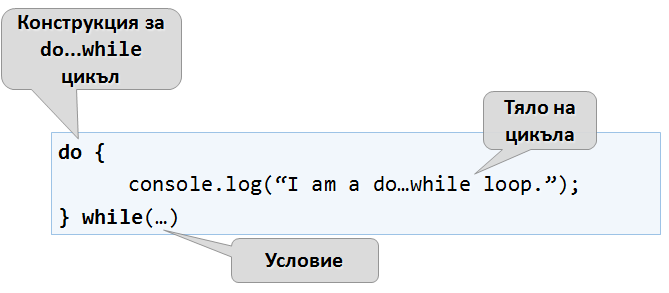 Конструкция за
do...while
цикъл
Тяло на
цикъла
do {
console.log(“I am a do…while loop.”);
} while(…)
Условие